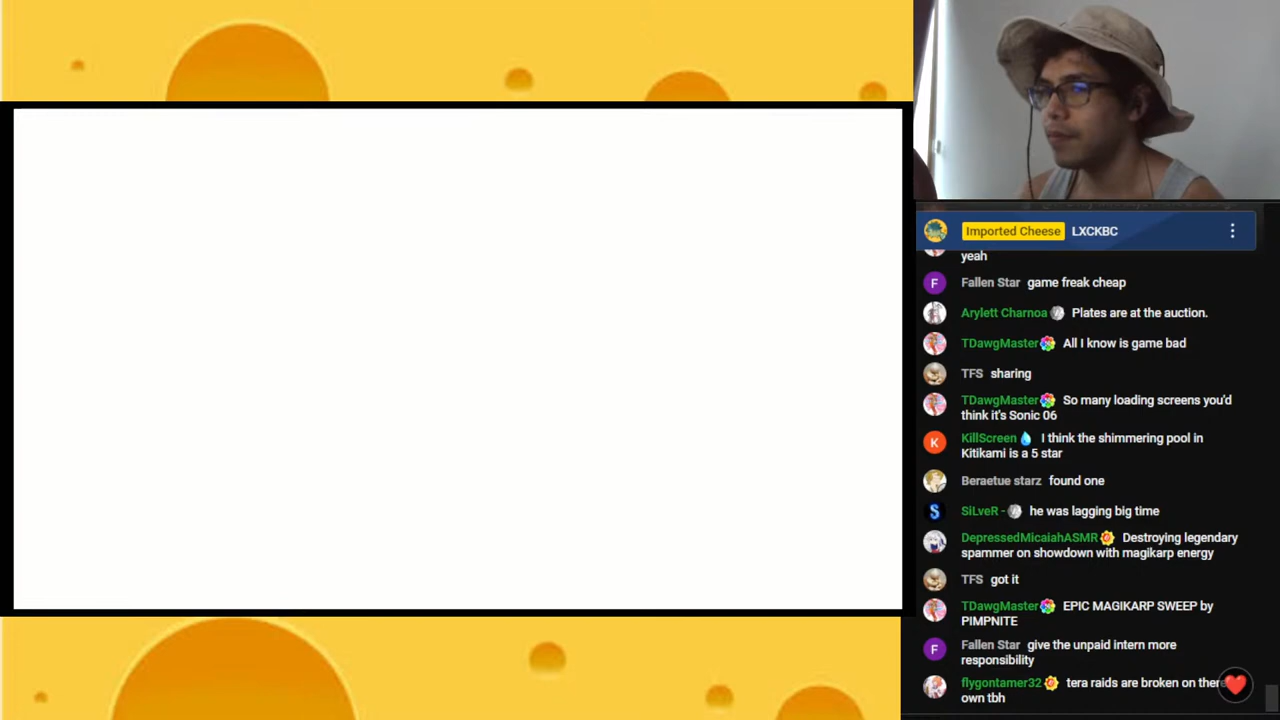 Imported Cheese LXCKBC
yeah
Fallen Star game freak cheap
Arylett Charnoa Plates are at the auction.
TDawgMaster All I know is game bad
TFS sharing
TDawgMaster So many loading screens you'd
think it's Sonic 06
KillScreen I think the shimmering pool in
Kitikami is a 5 star
Beraetue starz found one
SiLveR - he was lagging big time
DepressedMicaiahASMR Destroying legendary
spammer on showdown with magikarp energy
TFS got it
TDawgMaster EPIC MAGIKARP SWEEP by
PIMPNITE
Fallen Star give the unpaid intern more
responsibility
flygontamer32 tera raids are broken on there
own tbh